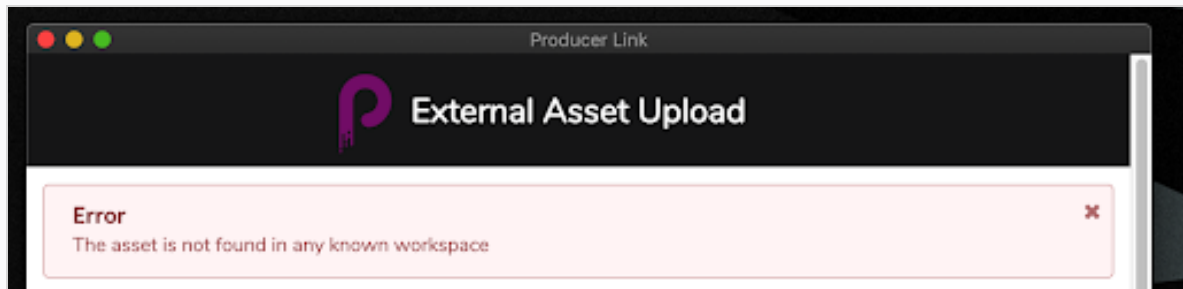 Producer Link
External Asset Upload
Error
The asset is not found in any known workspace